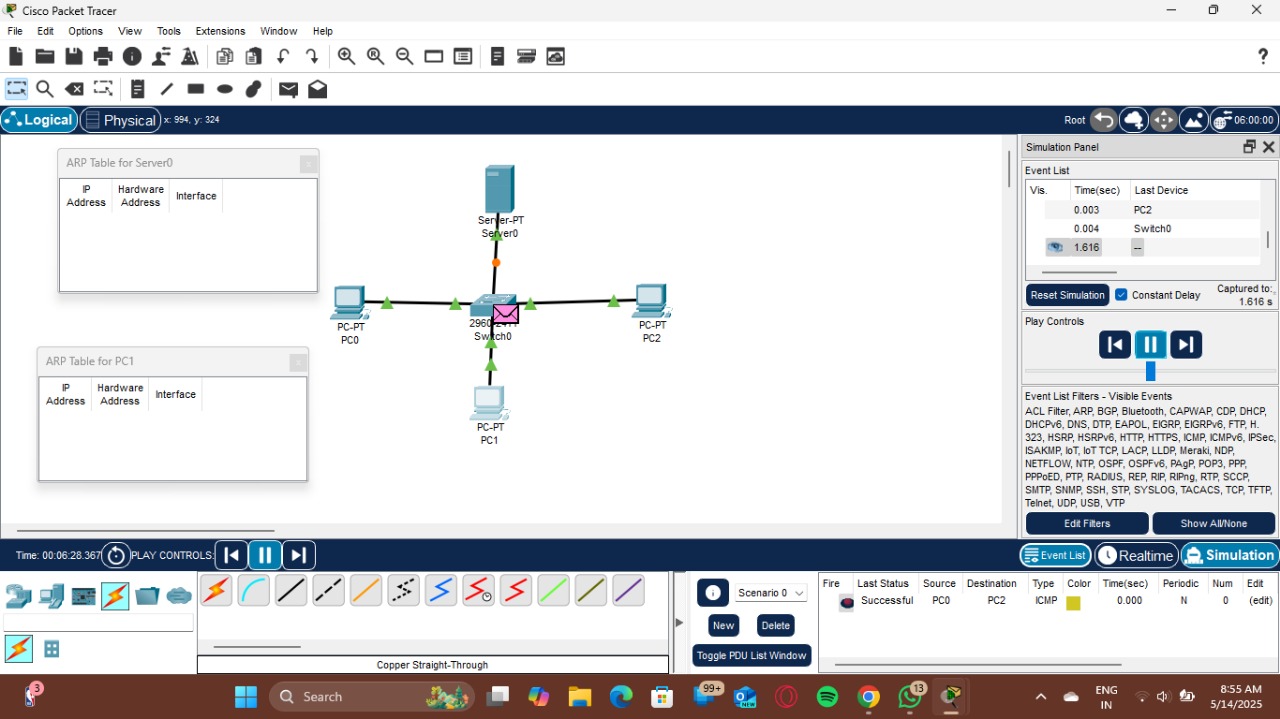 Cisco Packet Tracer
File Edit Options View Tools Extensions Window Help
?
Logical Physical x: 994, y: 324 Root 06:00:00
ARP Table for Server0
IP Address Hardware Address Interface
ARP Table for PC1
IP Address Hardware Address Interface
Server-PT
Server0
PC-PT
PC0
Switch0
PC-PT
PC2
PC-PT
PC1
Simulation Panel
Event List
Vis. Time(sec) Last Device
0.003 PC2
0.004 Switch0
1.616 --
Reset Simulation Constant Delay Captured to:
1.616 s
Play Controls
Event List Filters - Visible Events
ACL Filter, ARP, BGP, Bluetooth, CAPWAP, CDP, DHCP,
DHCPv6, DNS, DTP, EAPOL, EIGRP, EIGRPv6, FTP, H.
323, HSRP, HSRPv6, HTTP, HTTPS, ICMP, ICMPv6, IPSec,
ISAKMP, IoT, IoT TCP, LACP, LLDP, Meraki, NDP,
NETFLOW, NTP, OSPF, OSPFv6, PAgP, POP3, PPP,
PPPoED, PTP, RADIUS, REP, RIP, RIPng, RTP, SCCP,
SMTP, SNMP, SSH, STP, SYSLOG, TACACS, TCP, TFTP,
Telnet, UDP, USB, VTP
Edit Filters Show All/None
Time: 00:06:28.367 PLAY CONTROLS: Event List Realtime Simulation
Scenario 0
New Delete
Toggle PDU List Window
Fire Last Status Source Destination Type Color Time(sec) Periodic Num Edit
Successful PC0 PC2 ICMP 0.000 N 0 (edit)
Copper Straight-Through
3 Search 99+ NEW 13 ENG
IN 8:55 AM
5/14/2025